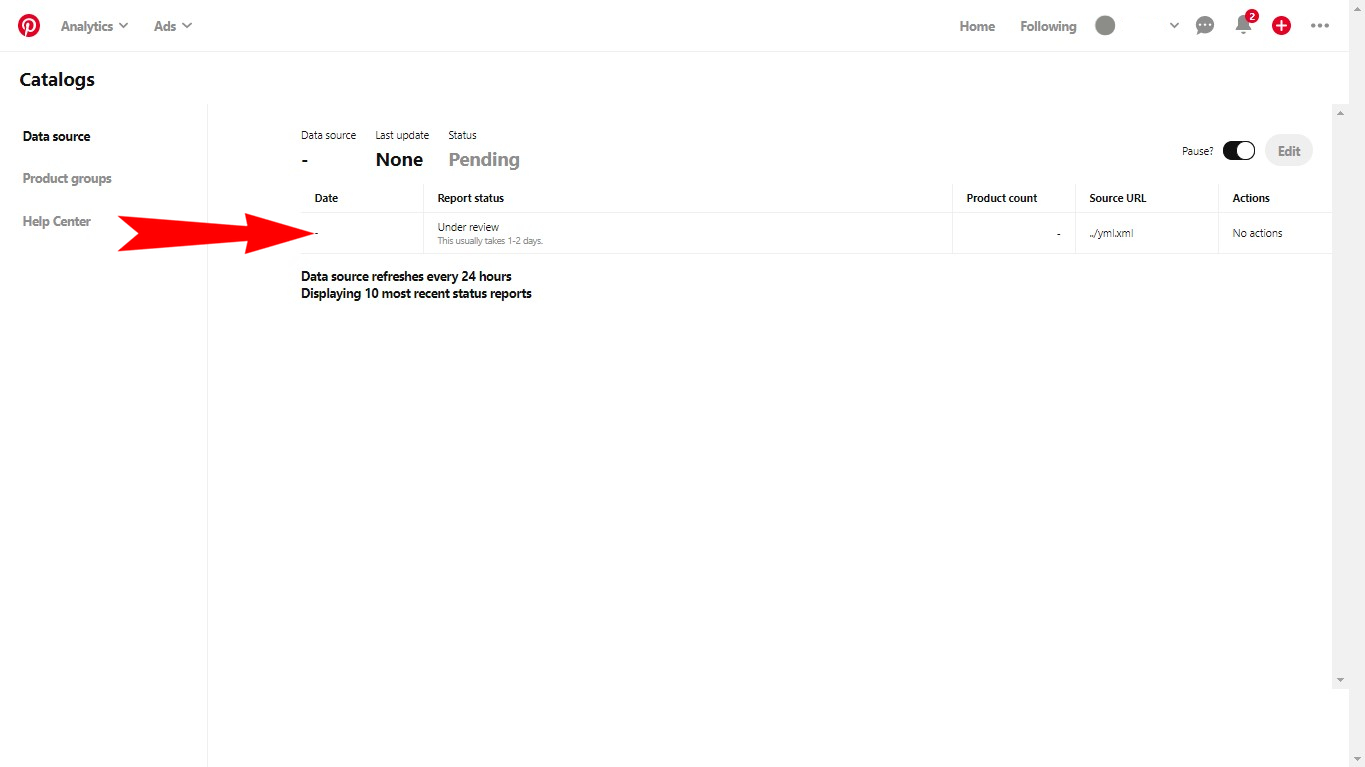 Analytics Ads Home Following 2
Catalogs
Data source
Product groups
Help Center
Data source Last update Status
- None Pending
Pause? Edit
Date Report status Product count Source URL Actions
- Under review - ../yml.xml No actions
This usually takes 1-2 days.
Data source refreshes every 24 hours
Displaying 10 most recent status reports